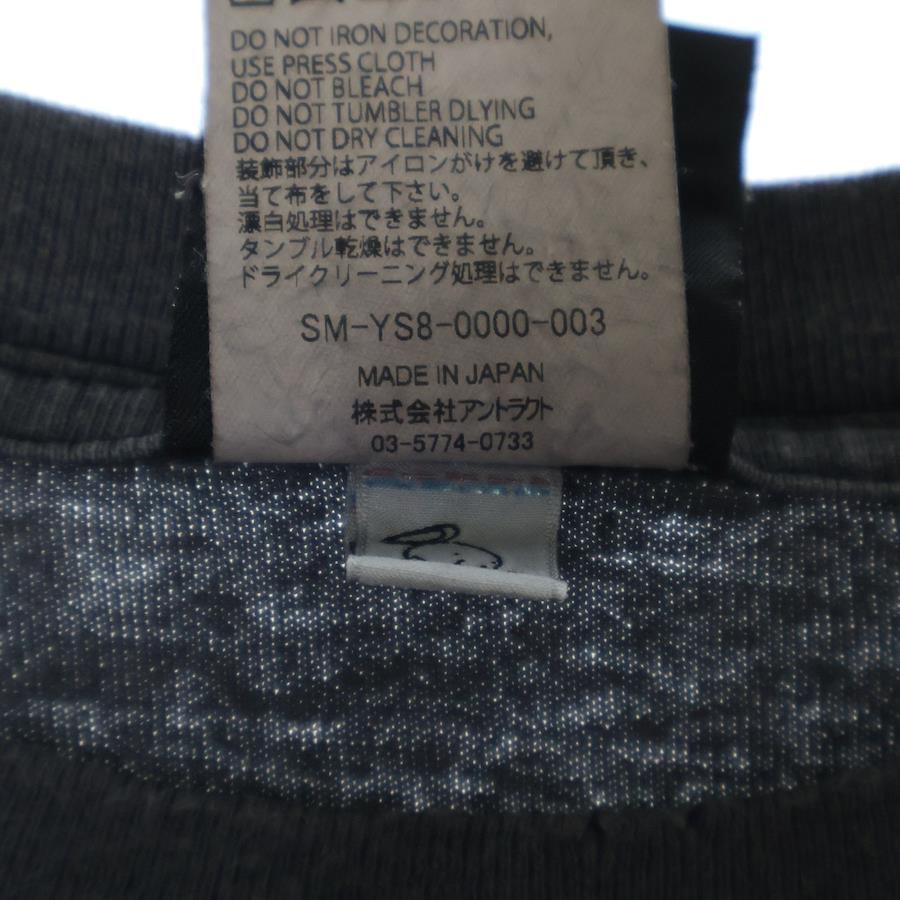 DO NOT IRON DECORATION,
USE PRESS CLOTH
DO NOT BLEACH
DO NOT TUMBLER DLYING
DO NOT DRY CLEANING
装飾部分はアイロンがけを避けて頂き、
当て布をして下さい。
漂白処理はできません。
タンブル乾燥はできません。
ドライクリーニング処理はできません。
SM-YS8-0000-003
MADE IN JAPAN
株式会社アントラクト
03-5774-0733